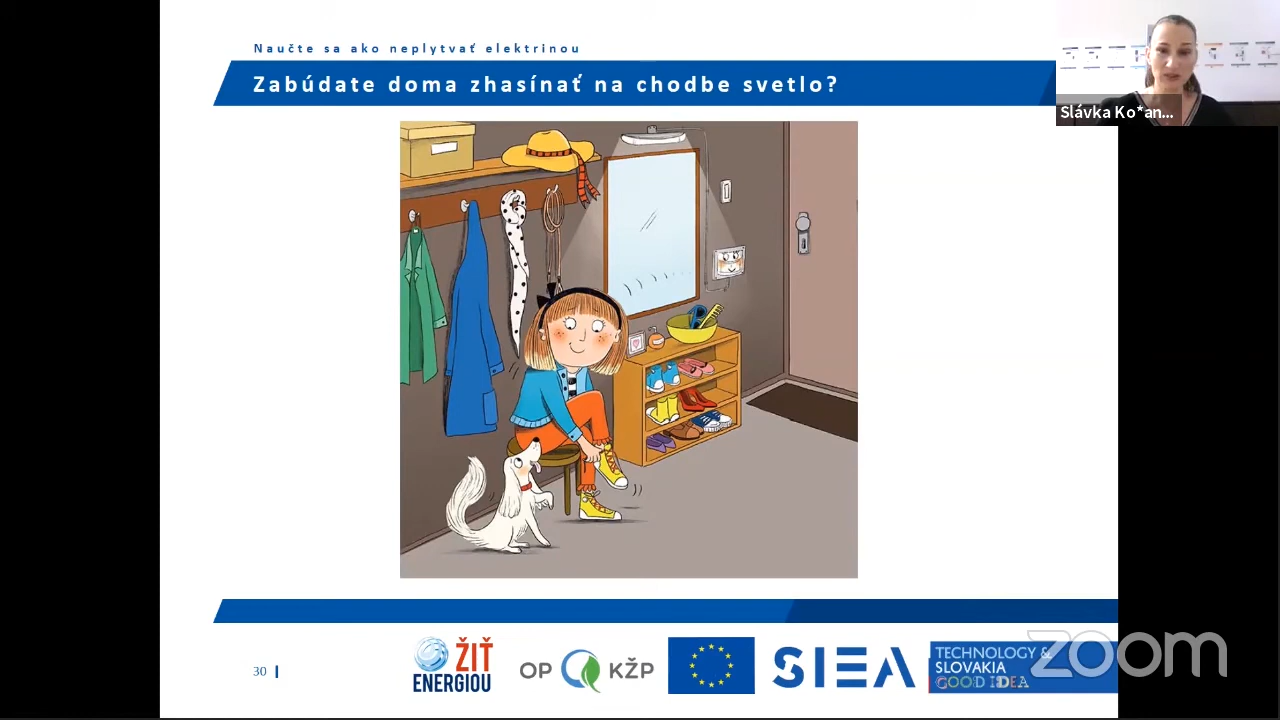 Naučte sa ako neplytvať elektrinou
Zabúdate doma zhasínať na chodbe svetlo?
Slávka Ko*an...
30
ŽIŤ
ENERGIOU
OP KŽP
SIEA
TECHNOLOGY &
SLOVAKIA
GOOD IDEA
zoom